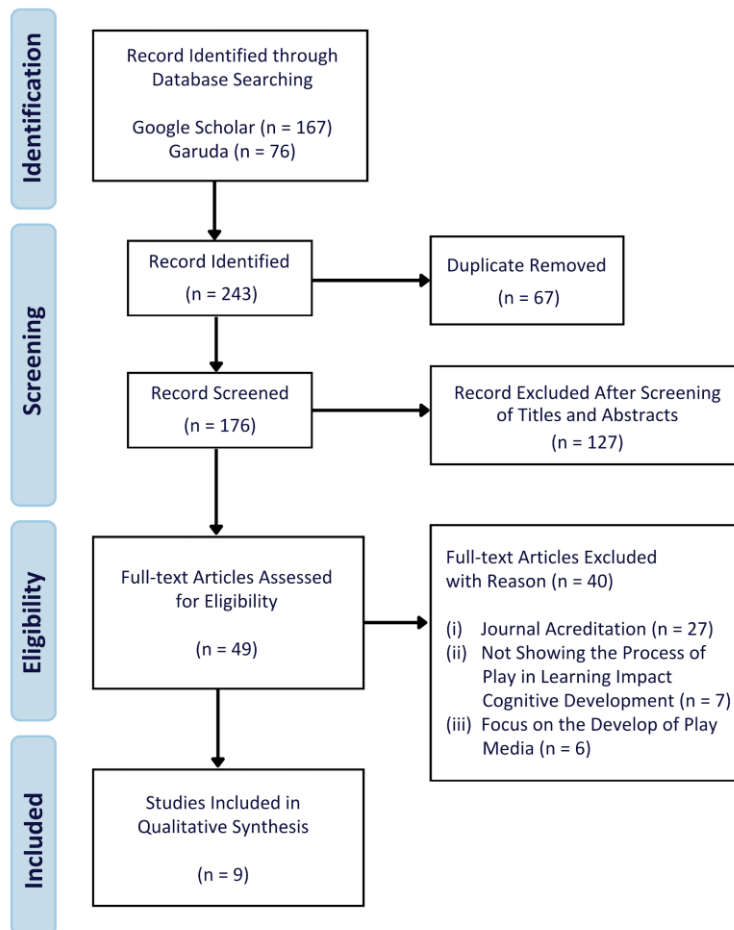 Identification
Record Identified through
Database Searching
Google Scholar (n = 167)
Garuda (n = 76)
Screening
Record Identified
(n = 243)
Duplicate Removed
(n = 67)
Record Screened
(n = 176)
Record Excluded After Screening
of Titles and Abstracts
(n = 127)
Eligibility
Full-text Articles Assessed
for Eligibility
(n = 49)
Full-text Articles Excluded
with Reason (n = 40)
(i) Journal Acreditation (n = 27)
(ii) Not Showing the Process of
Play in Learning Impact
Cognitive Development (n = 7)
(iii) Focus on the Develop of Play
Media (n = 6)
Included
Studies Included in
Qualitative Synthesis
(n = 9)